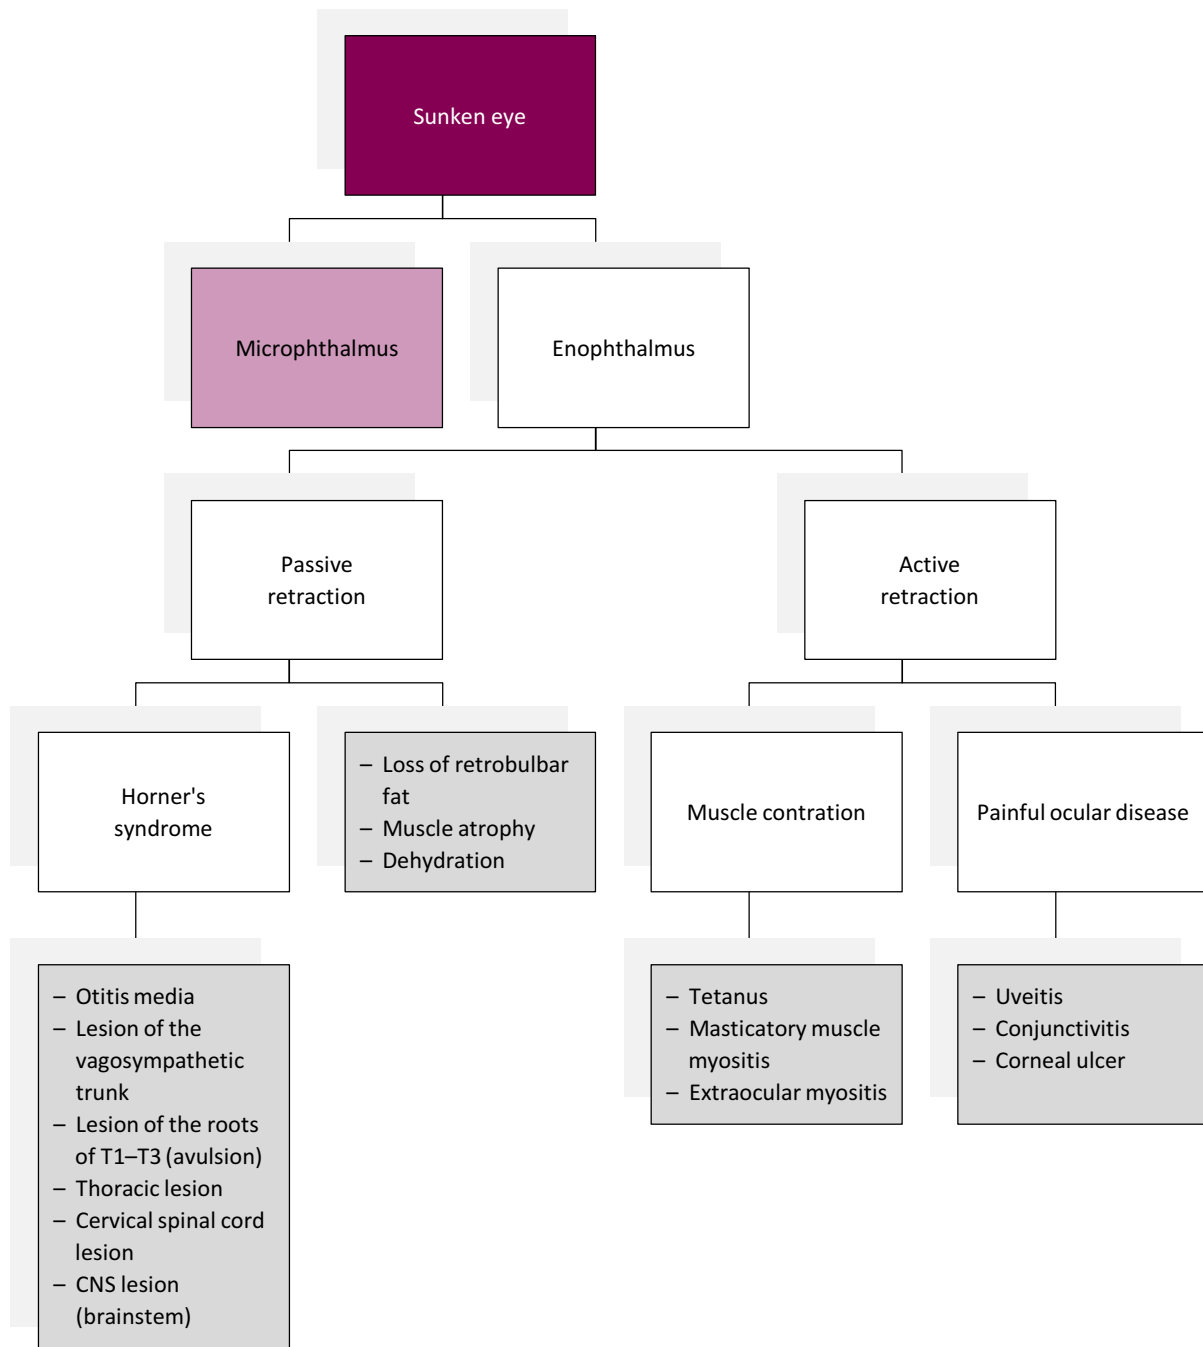 Sunken eye
Microphthalmus
Enophthalmus
Passive
retraction
Active
retraction
Horner's
syndrome
– Loss of retrobulbar
fat
– Muscle atrophy
– Dehydration
Muscle contration
Painful ocular disease
– Otitis media
– Lesion of the
vagosympathetic
trunk
– Lesion of the roots
of T1–T3 (avulsion)
– Thoracic lesion
– Cervical spinal cord
lesion
– CNS lesion
(brainstem)
– Tetanus
– Masticatory muscle
myositis
– Extraocular myositis
– Uveitis
– Conjunctivitis
– Corneal ulcer